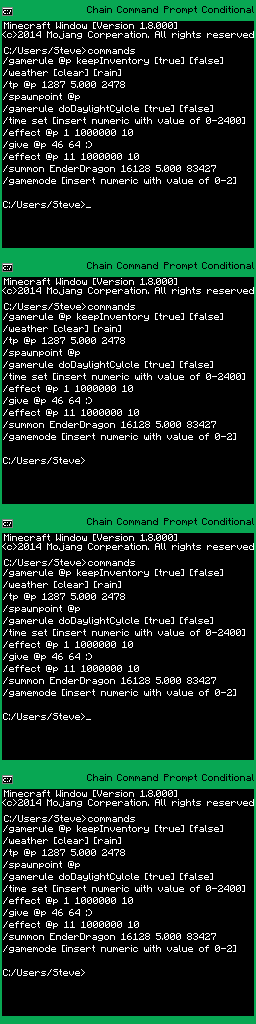 Chain Command Prompt Conditional
Minecraft Window [Version 1.8.000]
<c>2014 Mojang Corperation. All rights reserved
C:/Users/Steve>commands
/gamerule @p keepInventory [true] [false]
/weather [clear] [rain]
/tp @p 1287 5.000 2478
/spawnpoint @p
/gamerule doDaylightCylcle [true] [false]
/time set [insert numeric with value of 0-2400]
/effect @p 1 1000000 10
/give @p 46 64 :)
/effect @p 11 1000000 10
/summon EnderDragon 16128 5.000 83427
/gamemode [insert numeric with value of 0-2]
C:/Users/Steve>_
Chain Command Prompt Conditional
Minecraft Window [Version 1.8.000]
<c>2014 Mojang Corperation. All rights reserved
C:/Users/Steve>commands
/gamerule @p keepInventory [true] [false]
/weather [clear] [rain]
/tp @p 1287 5.000 2478
/spawnpoint @p
/gamerule doDaylightCylcle [true] [false]
/time set [insert numeric with value of 0-2400]
/effect @p 1 1000000 10
/give @p 46 64 :)
/effect @p 11 1000000 10
/summon EnderDragon 16128 5.000 83427
/gamemode [insert numeric with value of 0-2]
C:/Users/Steve>
Chain Command Prompt Conditional
Minecraft Window [Version 1.8.000]
<c>2014 Mojang Corperation. All rights reserved
C:/Users/Steve>commands
/gamerule @p keepInventory [true] [false]
/weather [clear] [rain]
/tp @p 1287 5.000 2478
/spawnpoint @p
/gamerule doDaylightCylcle [true] [false]
/time set [insert numeric with value of 0-2400]
/effect @p 1 1000000 10
/give @p 46 64 :)
/effect @p 11 1000000 10
/summon EnderDragon 16128 5.000 83427
/gamemode [insert numeric with value of 0-2]
C:/Users/Steve>_
Chain Command Prompt Conditional
Minecraft Window [Version 1.8.000]
<c>2014 Mojang Corperation. All rights reserved
C:/Users/Steve>commands
/gamerule @p keepInventory [true] [false]
/weather [clear] [rain]
/tp @p 1287 5.000 2478
/spawnpoint @p
/gamerule doDaylightCylcle [true] [false]
/time set [insert numeric with value of 0-2400]
/effect @p 1 1000000 10
/give @p 46 64 :)
/effect @p 11 1000000 10
/summon EnderDragon 16128 5.000 83427
/gamemode [insert numeric with value of 0-2]
C:/Users/Steve>